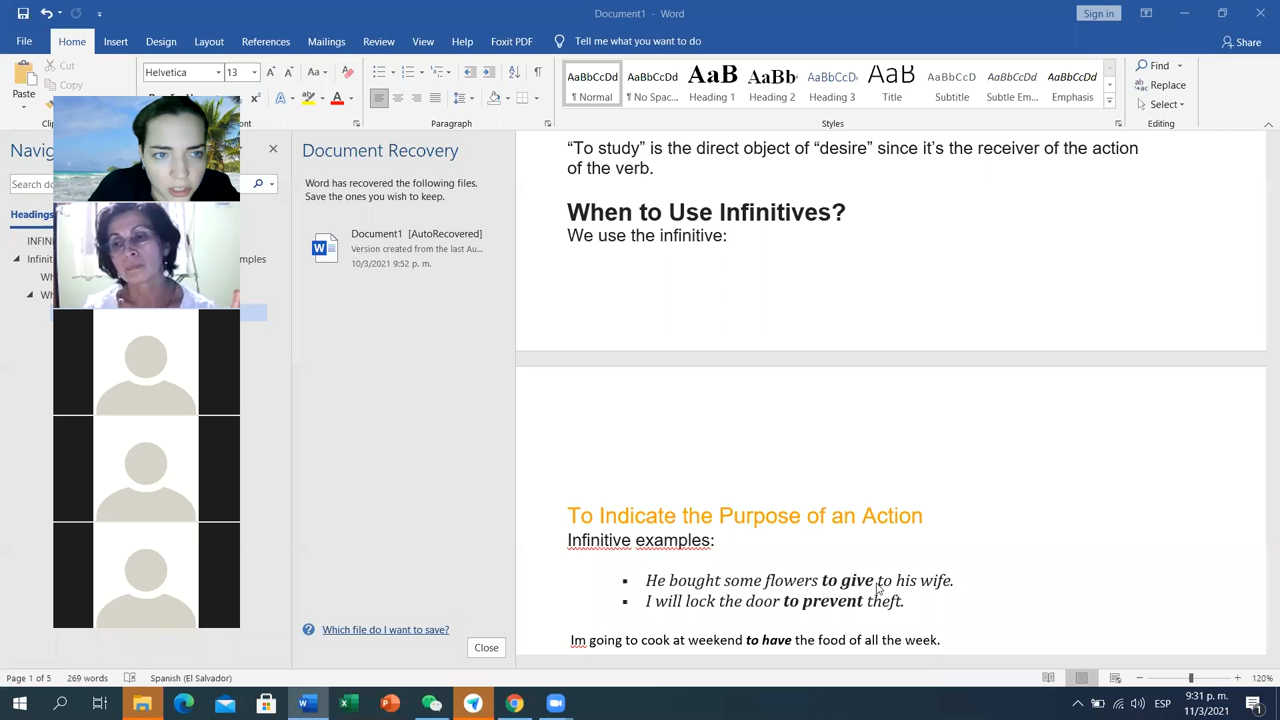 Document1 - Word
Sign in
File Home Insert Design Layout References Mailings Review View Help Foxit PDF Tell me what you want to do Share
Paste
Cut
Copy
Helvetica 13
Paragraph
AaBbCcDd AaBbCcDd AaB AaBb AaBbCcD AaB AaBbCcD AaBbCcDd AaBbCcDd
¶ Normal ¶ No Spac... Heading 1 Heading 2 Heading 3 Title Subtitle Subtle Em... Emphasis
Styles
Find
Replace
Select
Editing
Document Recovery
Word has recovered the following files.
Save the ones you wish to keep.
Document1 [AutoRecovered]
Version created from the last Au...
10/3/2021 9:52 p. m.
Which file do I want to save?
Close
Search do
Headings
INFINI
Infinit
amples
Wh
Wh
“To study” is the direct object of “desire” since it’s the receiver of the action
of the verb.
When to Use Infinitives?
We use the infinitive:
To Indicate the Purpose of an Action
Infinitive examples:
▪ He bought some flowers to give to his wife.
▪ I will lock the door to prevent theft.
Im going to cook at weekend to have the food of all the week.
Page 1 of 5 269 words Spanish (El Salvador) 120%
ESP
9:31 p. m.
11/3/2021